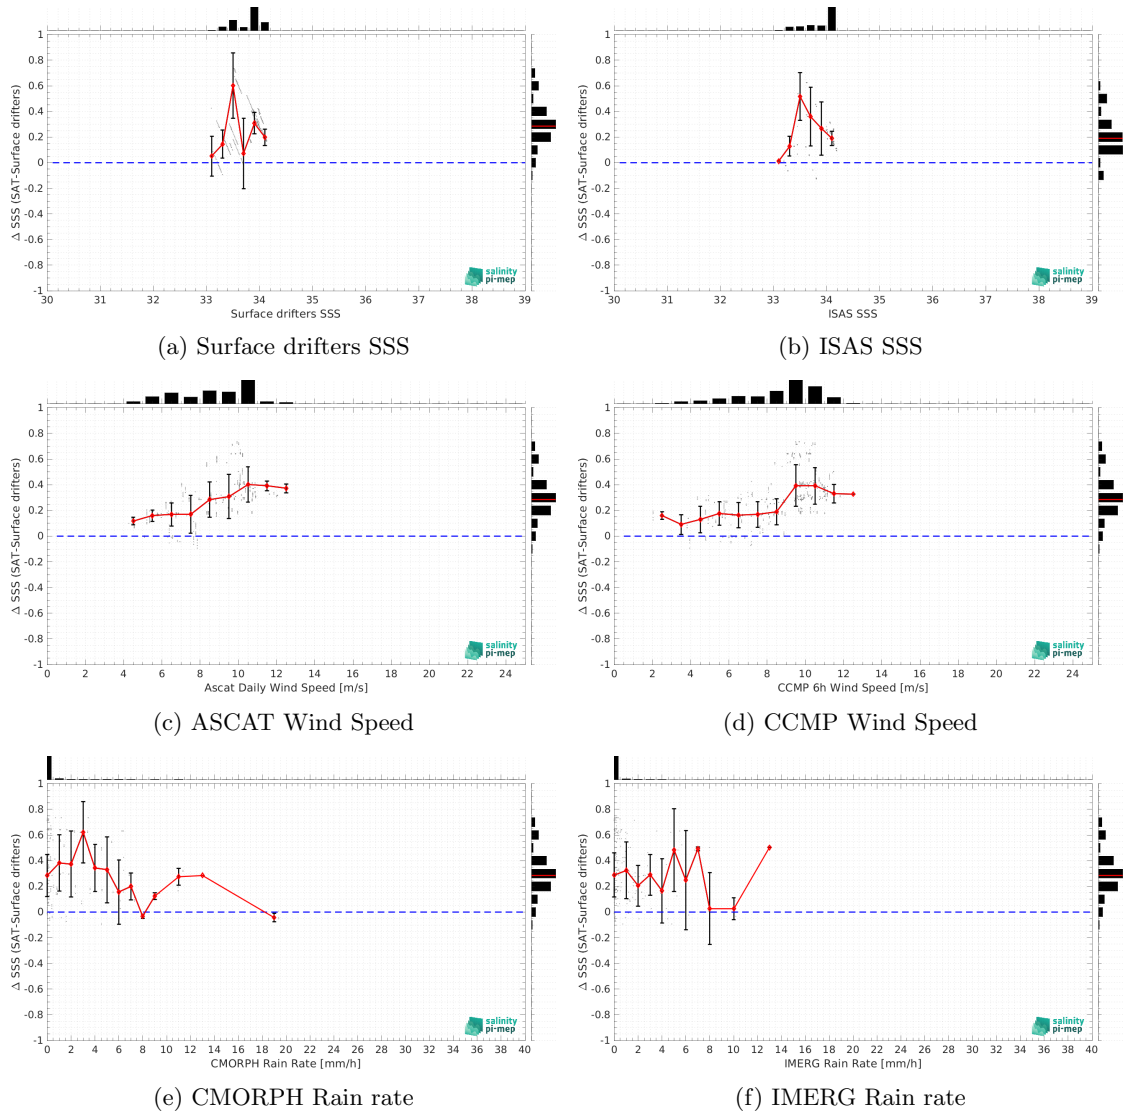 1
0.8
0.6
0.4
0.2
0
-0.2
-0.4
-0.6
-0.8
-1
Δ SSS (SAT-Surface drifters)
salinity
pi-mep
30 31 32 33 34 35 36 37 38 39
Surface drifters SSS
(a) Surface drifters SSS
1
0.8
0.6
0.4
0.2
0
-0.2
-0.4
-0.6
-0.8
-1
Δ SSS (SAT-Surface drifters)
salinity
pi-mep
30 31 32 33 34 35 36 37 38 39
ISAS SSS
(b) ISAS SSS
1
0.8
0.6
0.4
0.2
0
-0.2
-0.4
-0.6
-0.8
-1
Δ SSS (SAT-Surface drifters)
salinity
pi-mep
0 2 4 6 8 10 12 14 16 18 20 22 24
Ascat Daily Wind Speed [m/s]
(c) ASCAT Wind Speed
1
0.8
0.6
0.4
0.2
0
-0.2
-0.4
-0.6
-0.8
-1
Δ SSS (SAT-Surface drifters)
salinity
pi-mep
0 2 4 6 8 10 12 14 16 18 20 22 24
CCMP 6h Wind Speed [m/s]
(d) CCMP Wind Speed
1
0.8
0.6
0.4
0.2
0
-0.2
-0.4
-0.6
-0.8
-1
Δ SSS (SAT-Surface drifters)
salinity
pi-mep
0 2 4 6 8 10 12 14 16 18 20 22 24 26 28 30 32 34 36 38 40
CMORPH Rain Rate [mm/h]
(e) CMORPH Rain rate
1
0.8
0.6
0.4
0.2
0
-0.2
-0.4
-0.6
-0.8
-1
Δ SSS (SAT-Surface drifters)
salinity
pi-mep
0 2 4 6 8 10 12 14 16 18 20 22 24 26 28 30 32 34 36 38 40
IMERG Rain Rate [mm/h]
(f) IMERG Rain rate